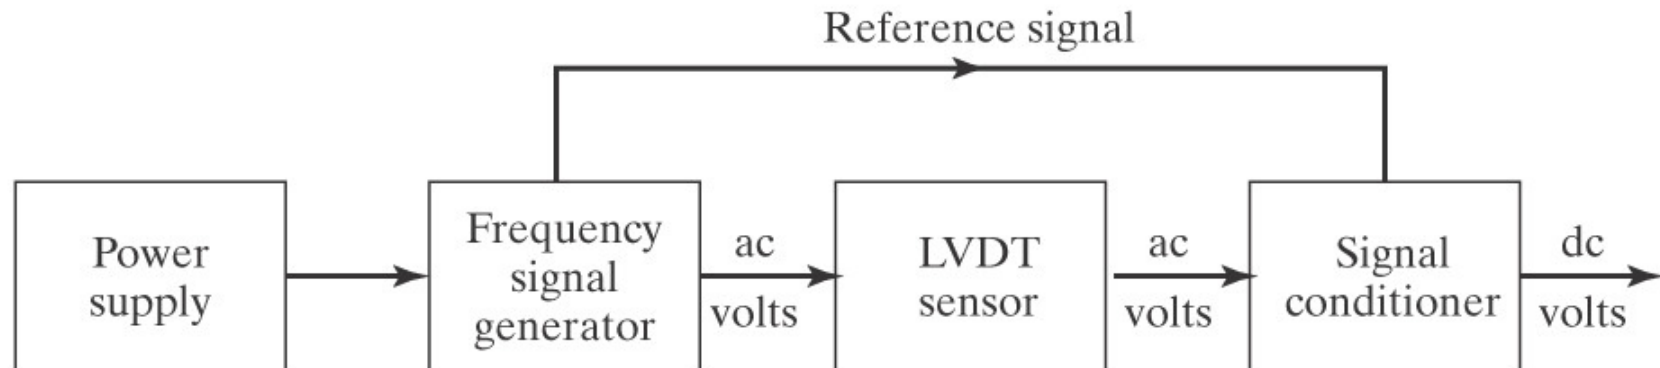 Reference signal
Power
supply
Frequency
signal
generator
ac
volts
LVDT
sensor
ac
volts
Signal
conditioner
dc
volts